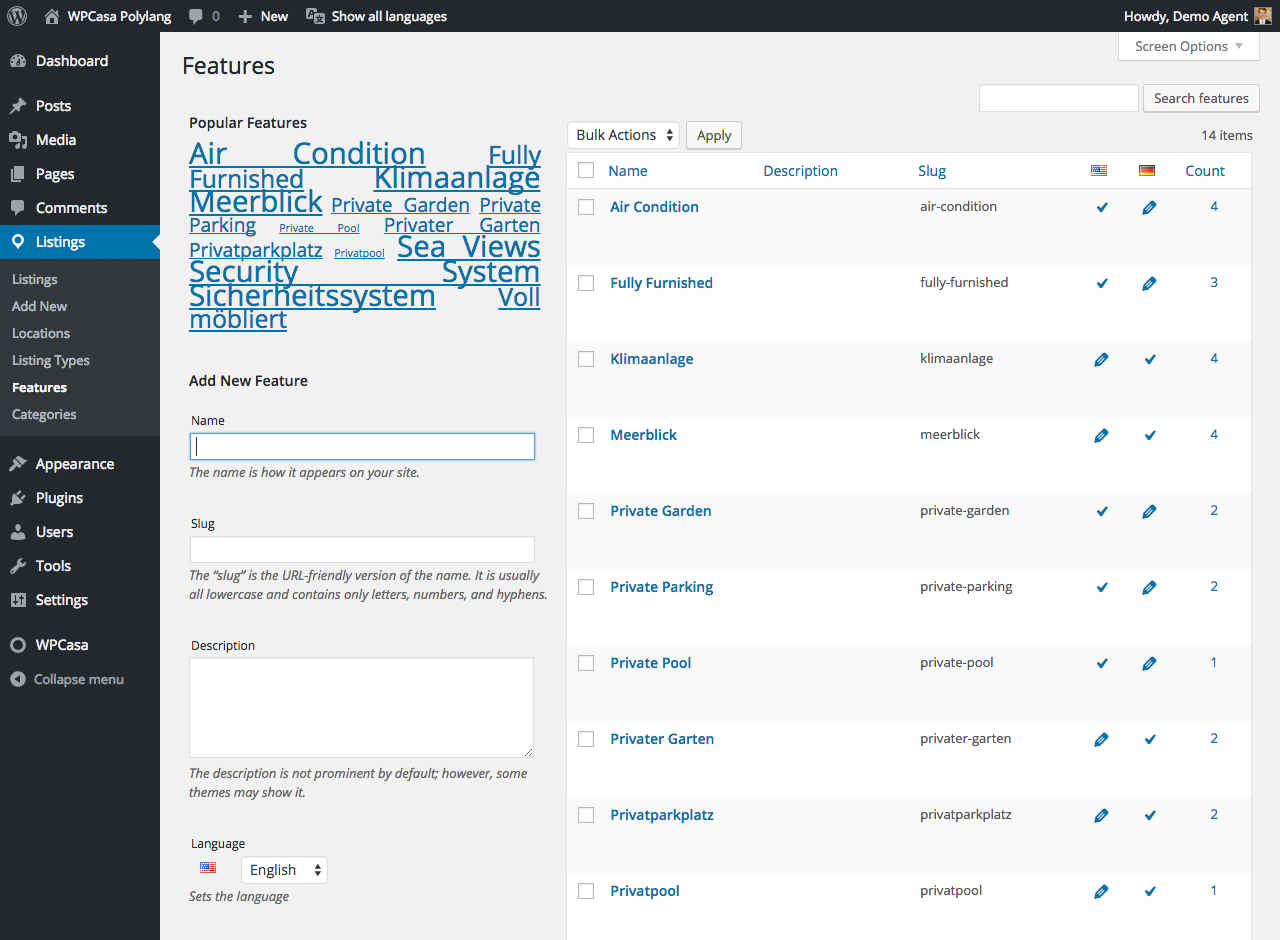 WPCasa Polylang 0 New Show all languages Howdy, Demo Agent
Dashboard
Posts
Media
Pages
Comments
Listings
Listings
Add New
Locations
Listing Types
Features
Categories
Appearance
Plugins
Users
Tools
Settings
WPCasa
Collapse menu
Screen Options
Features
Search features
Popular Features
Air Condition Fully
Furnished Klimaanlage
Meerblick Private Garden Private
Parking Private Pool Privater Garten
Privatparkplatz Privatpool Sea Views
Security System
Sicherheitssystem Voll
möbliert
Add New Feature
Name
The name is how it appears on your site.
Slug
The “slug” is the URL-friendly version of the name. It is usually
all lowercase and contains only letters, numbers, and hyphens.
Description
The description is not prominent by default; however, some
themes may show it.
Language
English
Sets the language
Bulk Actions Apply 14 items
Name Description Slug Count
Air Condition air-condition 4
Fully Furnished fully-furnished 3
Klimaanlage klimaanlage 4
Meerblick meerblick 4
Private Garden private-garden 2
Private Parking private-parking 2
Private Pool private-pool 1
Privater Garten privater-garten 2
Privatparkplatz privatparkplatz 2
Privatpool privatpool 1